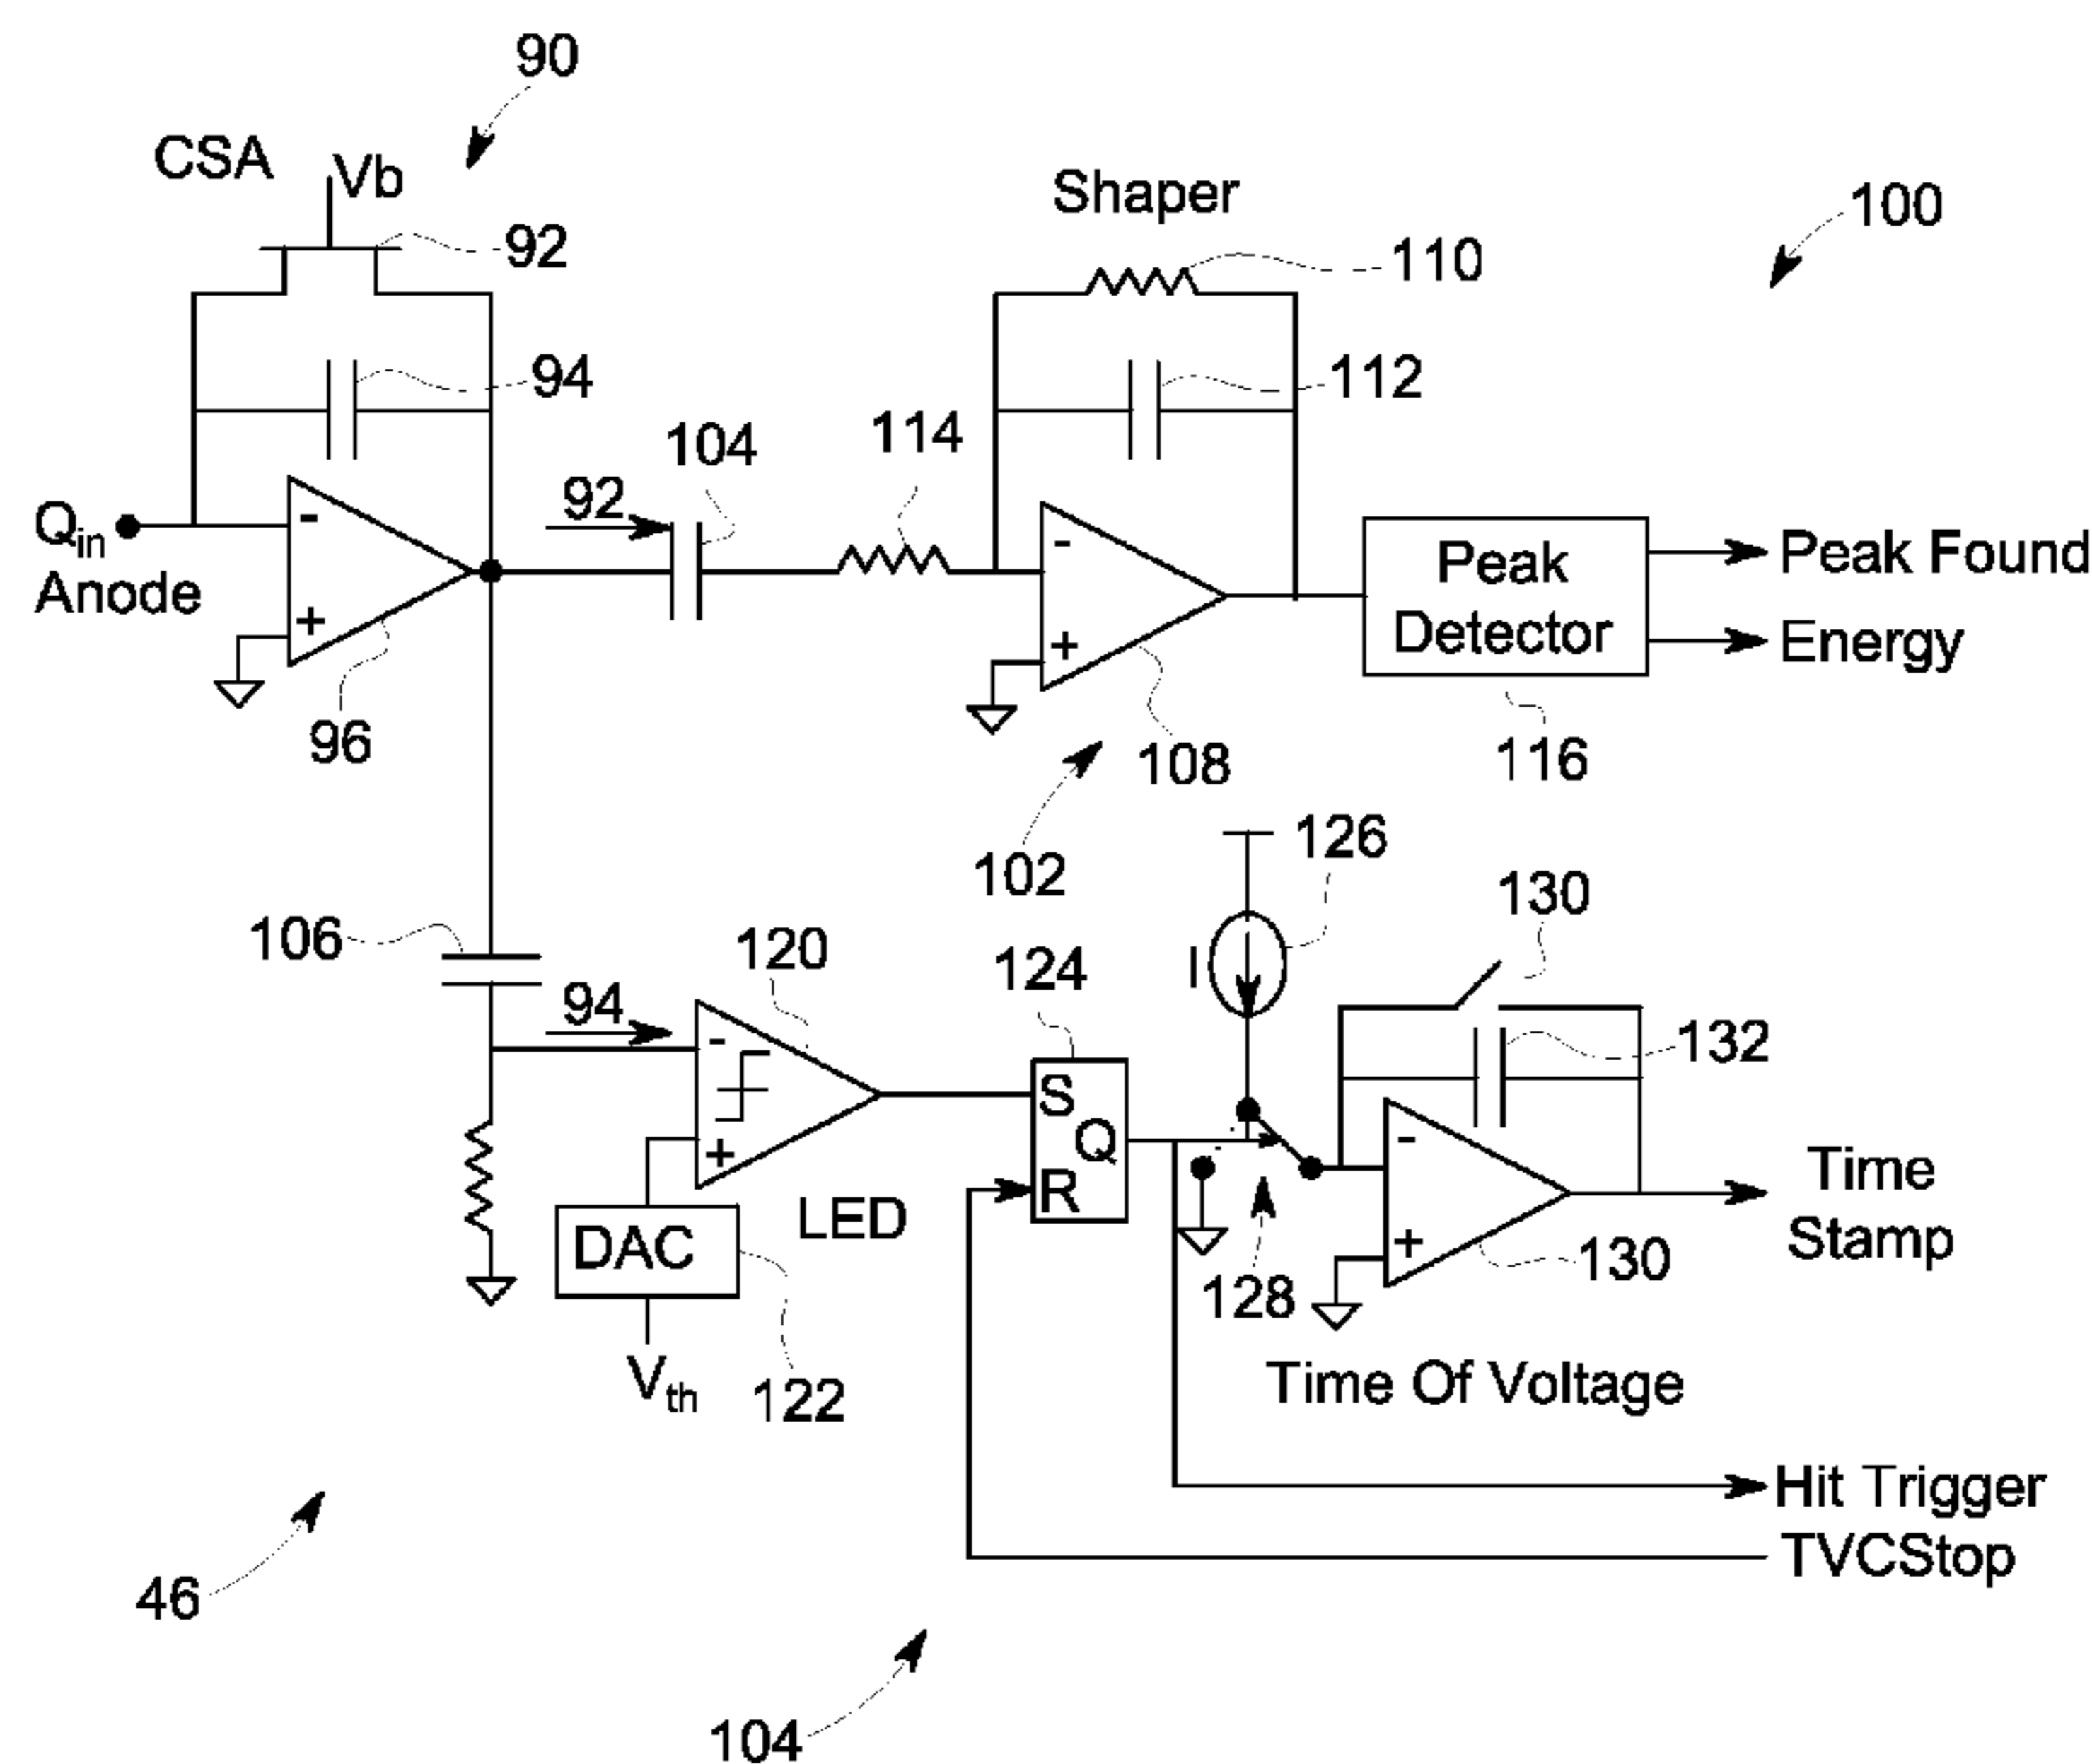 90
CSA
Vb
92
Shaper
100
110
94
112
114
104
92
Q_in
Anode
-
+
96
-
+
108
102
Peak
Detector
116
Peak Found
Energy
126
I
130
106
120
124
132
94
-
+
S
Q
R
-
+
130
Time
Stamp
DAC
LED
128
V_th
122
Time Of Voltage
Hit Trigger
TVCStop
46
104